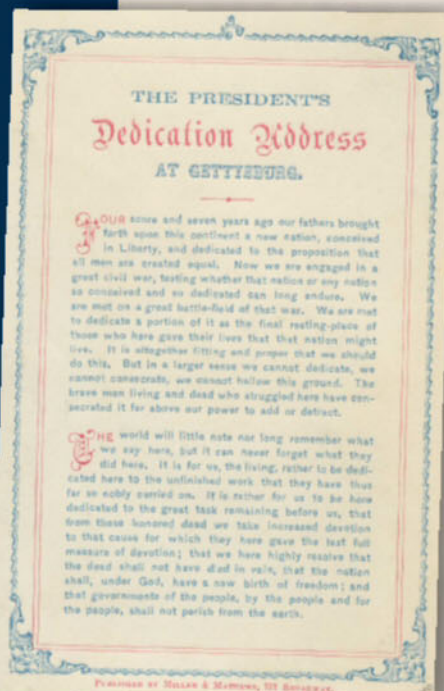 THE PRESIDENT'S
Dedication Address
AT GETTYSBURG.
FOUR score and seven years ago our fathers brought
forth upon this continent a new nation, conceived
in Liberty, and dedicated to the proposition that
all men are created equal. Now we are engaged in a
great civil war, testing whether that nation or any nation
so conceived and so dedicated can long endure. We
are met on a great battle-field of that war. We are met
to dedicate a portion of it as the final resting-place of
those who here gave their lives that that nation might
live. It is altogether fitting and proper that we should
do this. But in a larger sense we cannot dedicate, we
cannot consecrate, we cannot hallow this ground. The
brave men living and dead who struggled here have con-
secrated it far above our power to add or detract.
THE world will little note nor long remember what
we say here, but it can never forget what they
did here. It is for us, the living, rather to be dedi-
cated here to the unfinished work that they have thus
far so nobly carried on. It is rather for us to be here
dedicated to the great task remaining before us, that
from these honored dead we take increased devotion
to that cause for which they here gave the last full
measure of devotion; that we here highly resolve that
the dead shall not have died in vain, that the nation
shall, under God, have a new birth of freedom; and
that governments of the people, by the people and for
the people, shall not perish from the earth.
PUBLISHED BY MILLER & MATHEWS, 757 BROADWAY.